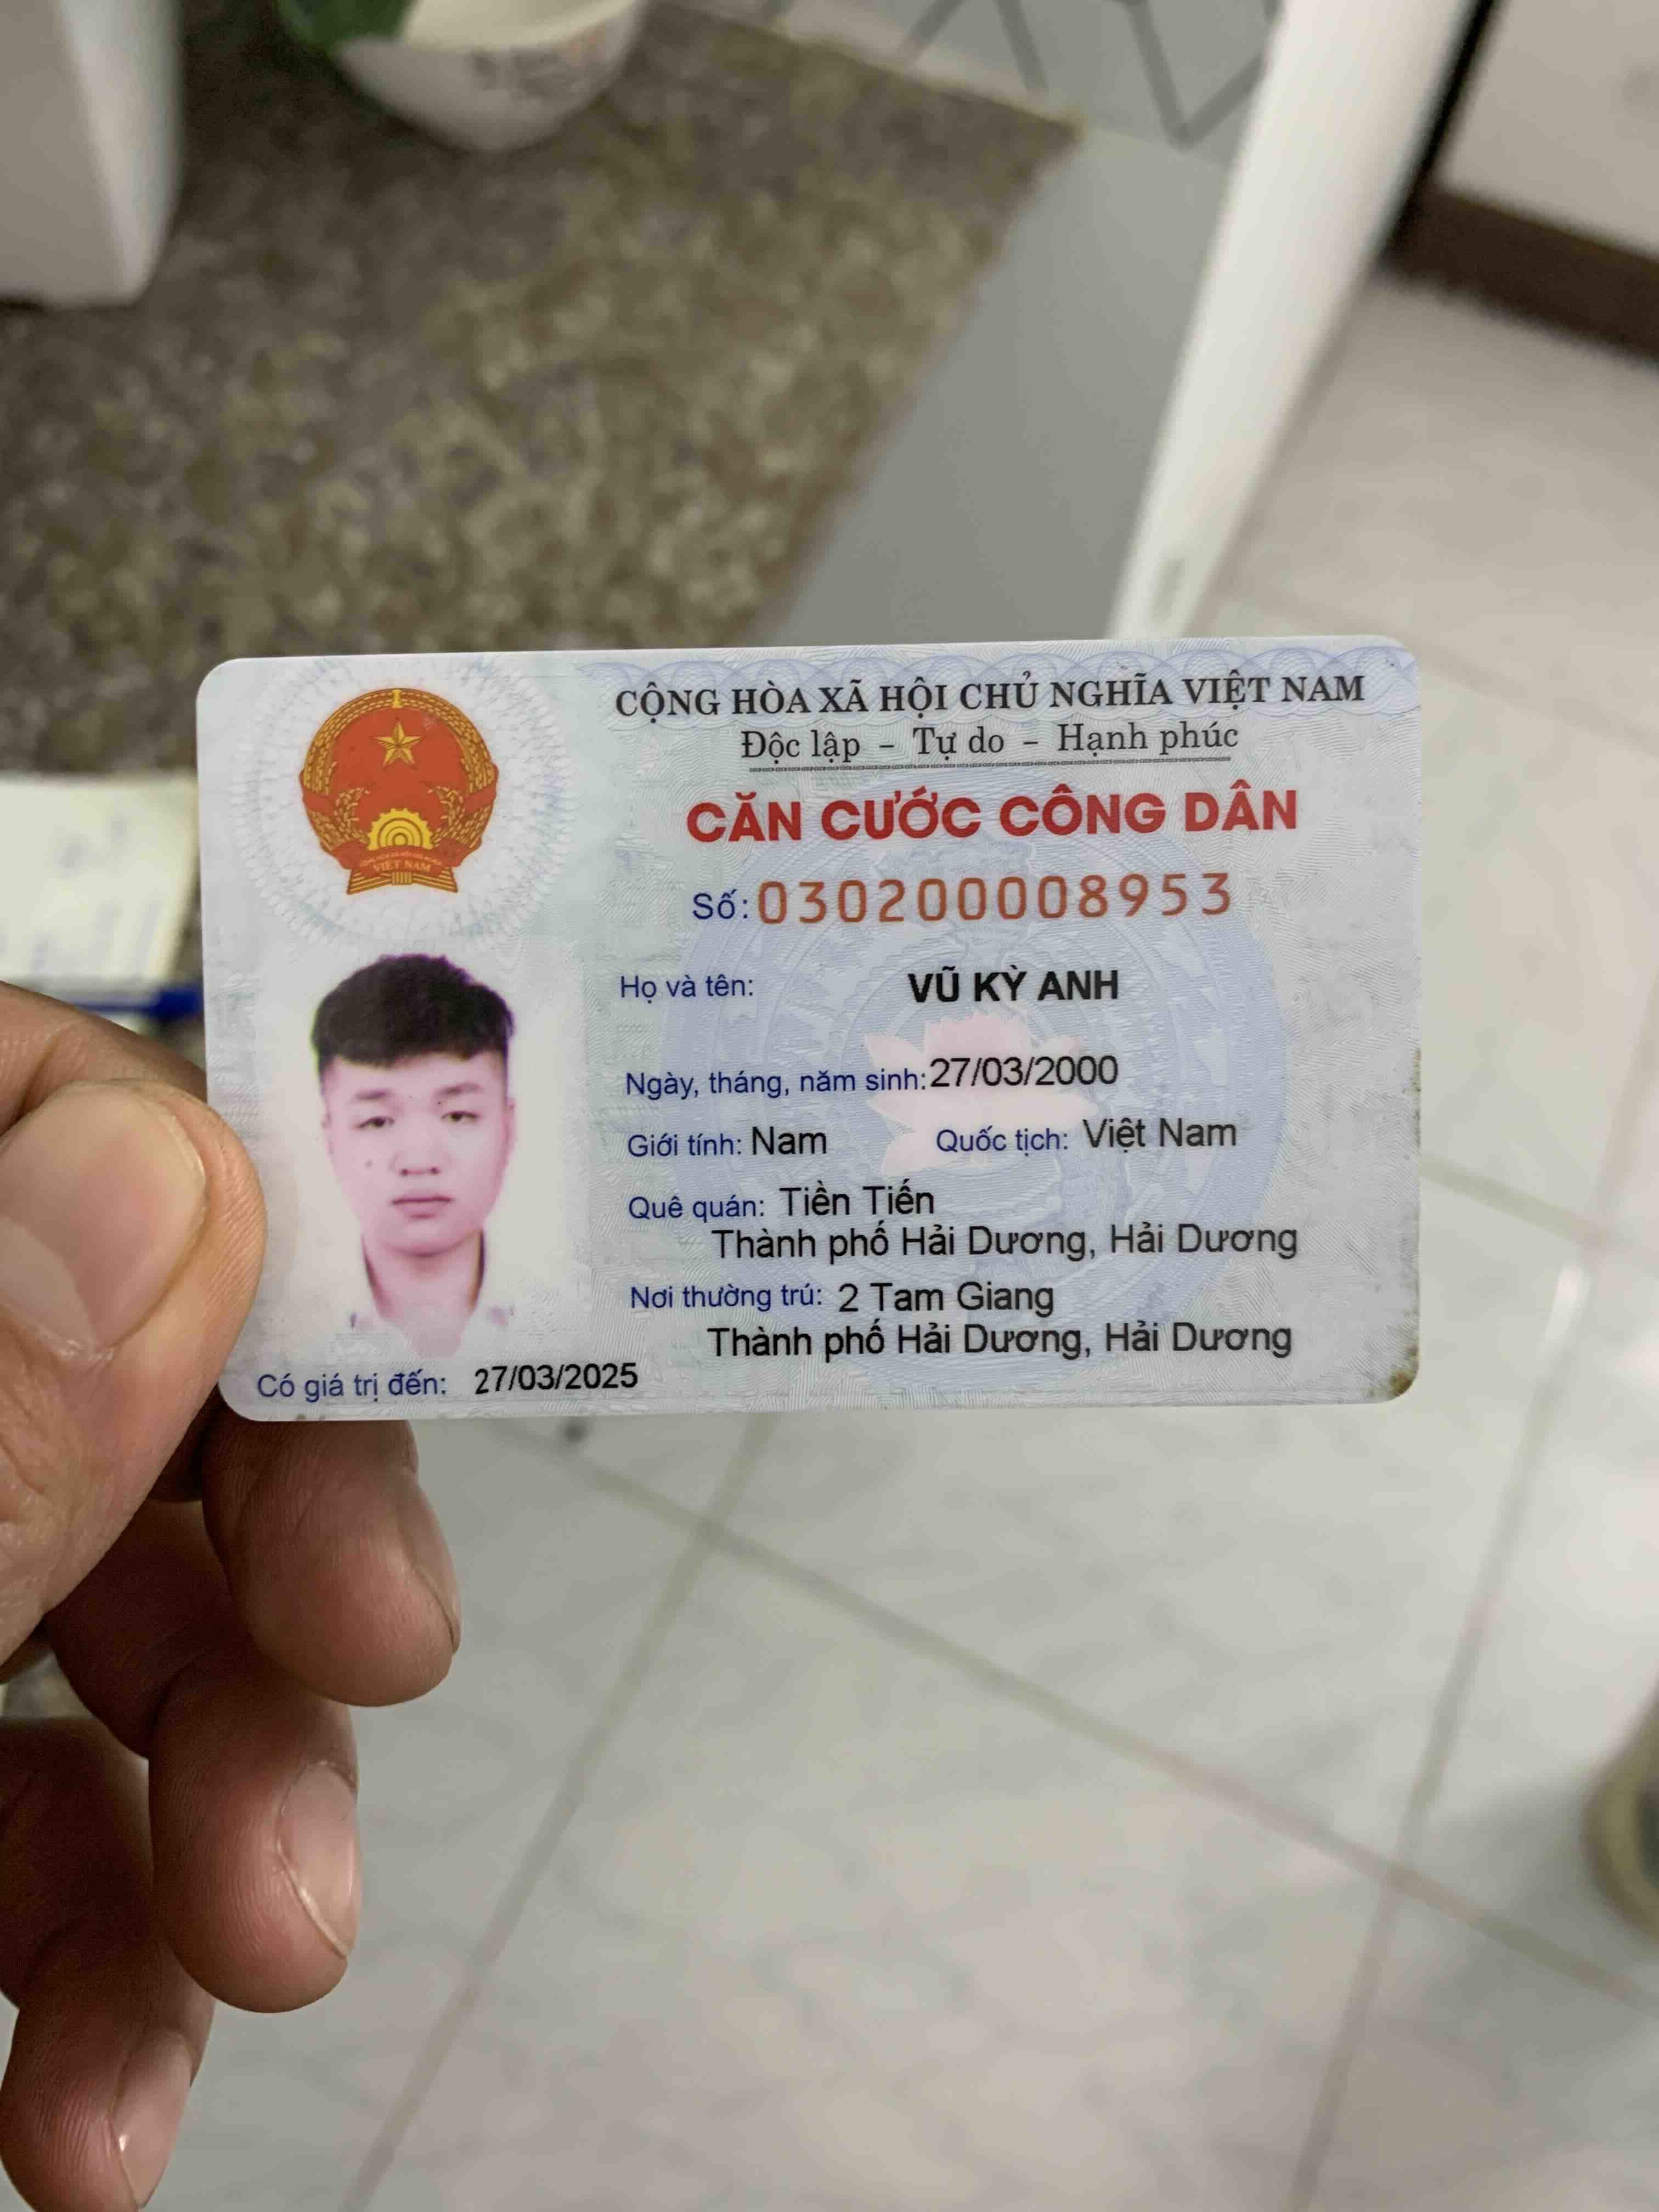 CỘNG HÒA XÃ HỘI CHỦ NGHĨA VIỆT NAM
Độc lập – Tự do – Hạnh phúc
CĂN CƯỚC CÔNG DÂN
Số: 030200008953
Họ và tên: VŨ KỲ ANH
Ngày, tháng, năm sinh: 27/03/2000
Giới tính: Nam Quốc tịch: Việt Nam
Quê quán: Tiền Tiến
Thành phố Hải Dương, Hải Dương
Nơi thường trú: 2 Tam Giang
Thành phố Hải Dương, Hải Dương
Có giá trị đến: 27/03/2025
VIỆT NAM